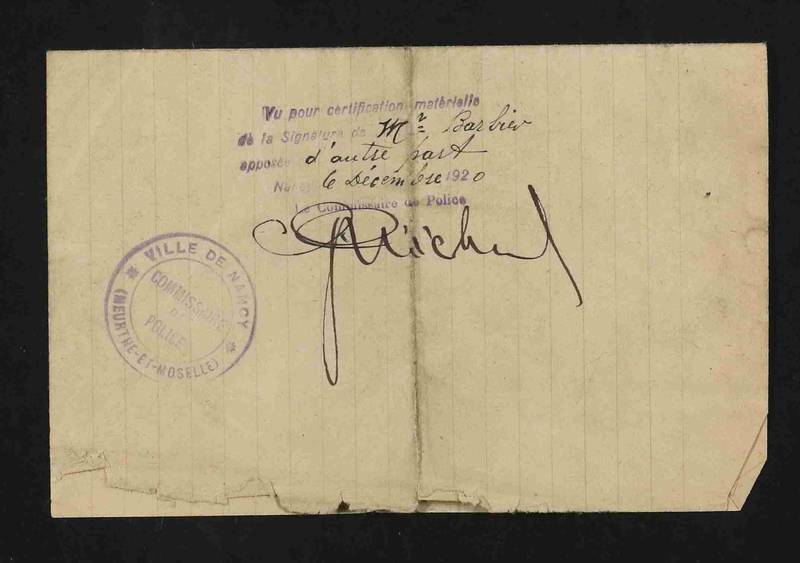 Vu pour certification matérielle
de la Signature de Mr Barbier
apposée d'autre part
Nancy 6 Décembre 1920
Le Commissaire de Police
Michel
VILLE DE NANCY
COMMISSAIRE
DE
POLICE
(MEURTHE-ET-MOSELLE)